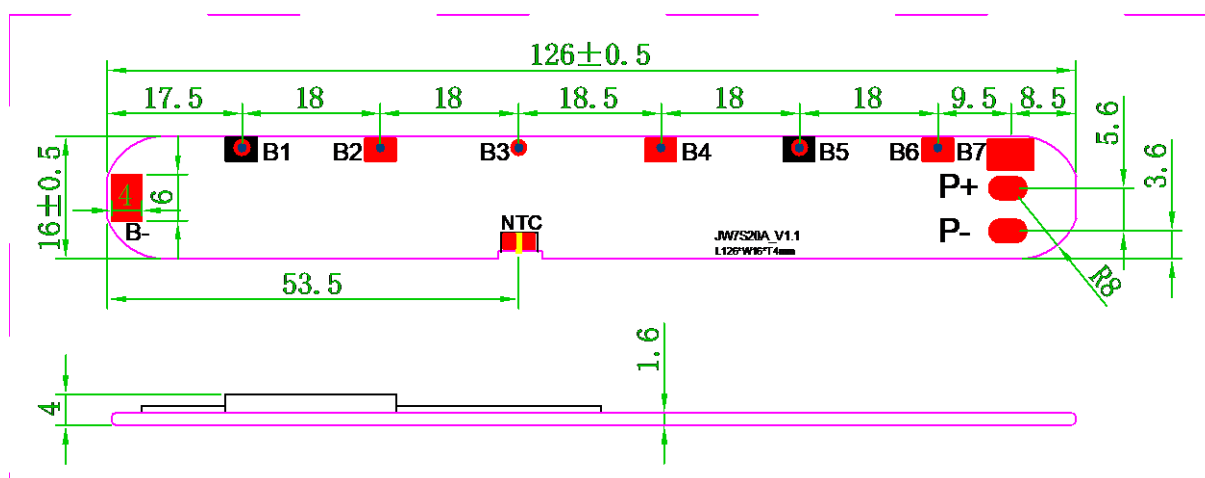 126±0.5
17.5 18 18 18.5 18 18 9.5 8.5
5.6
3.6
16±0.5
B1 B2 B3 B4 B5 B6 B7
4 6
P+
B-
NTC
P-
JW7S20A_V1.1
L126*W16*T4mm
53.5
R8
1.6
4